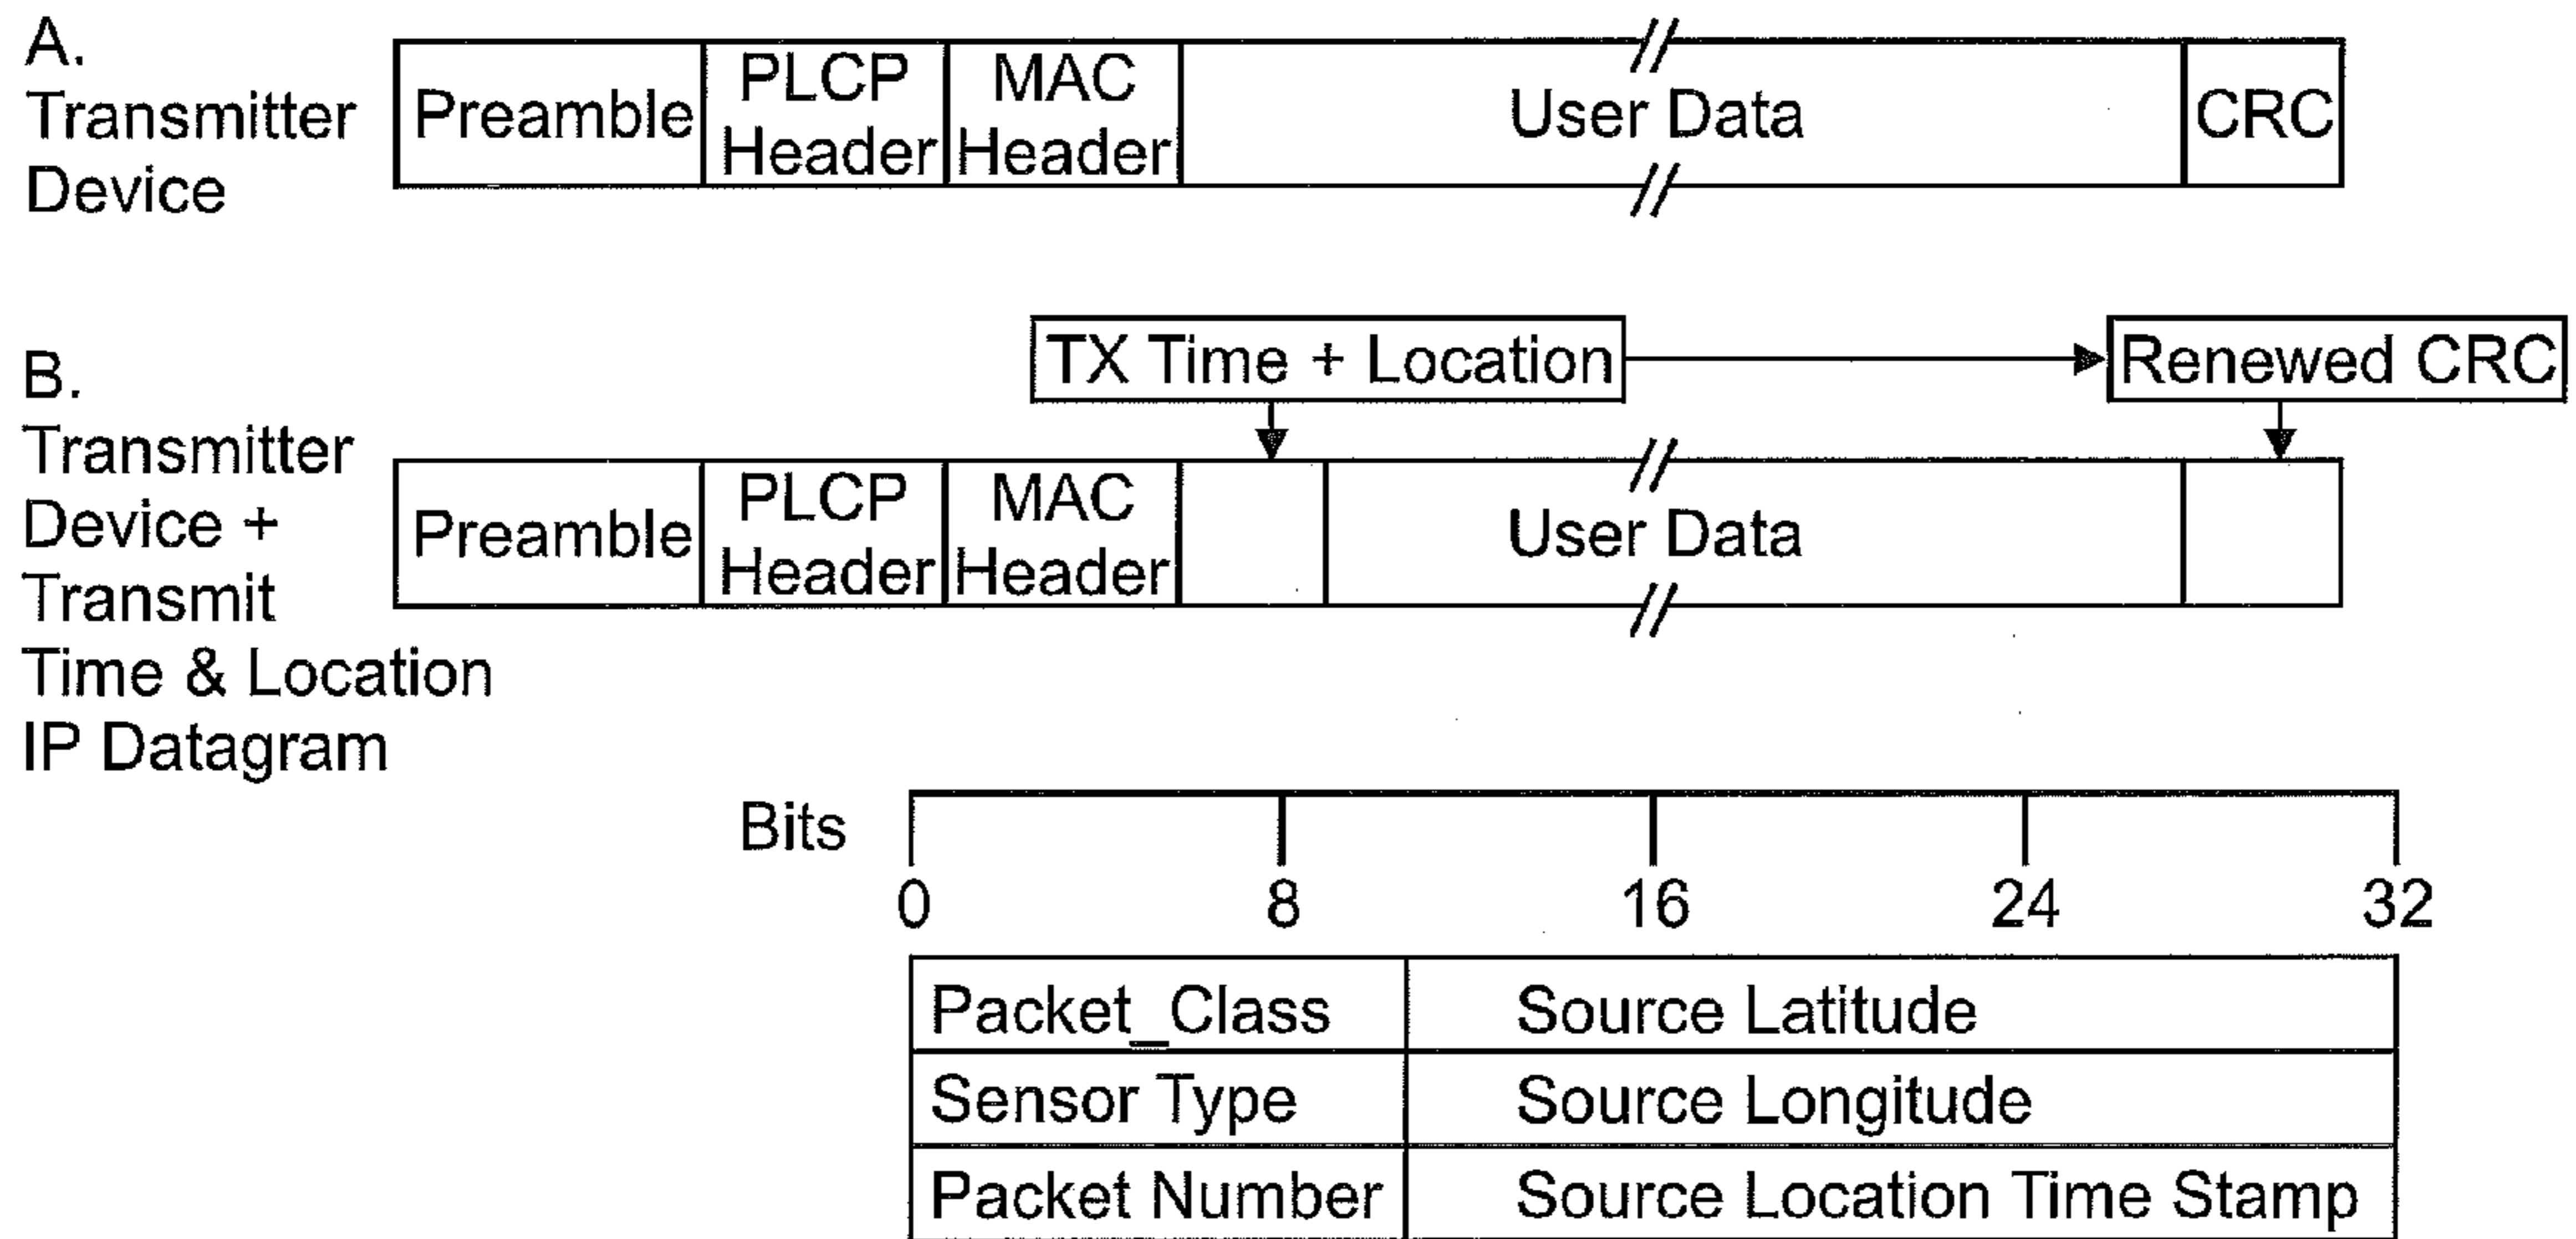 A.
Transmitter
Device
Preamble
PLCP
Header
MAC
Header
User Data
CRC
TX Time + Location
Renewed CRC
B.
Transmitter
Device +
Transmit
Time & Location
IP Datagram
Preamble
PLCP
Header
MAC
Header
User Data
Bits
0 8 16 24 32
Packet_Class Source Latitude
Sensor Type Source Longitude
Packet Number Source Location Time Stamp